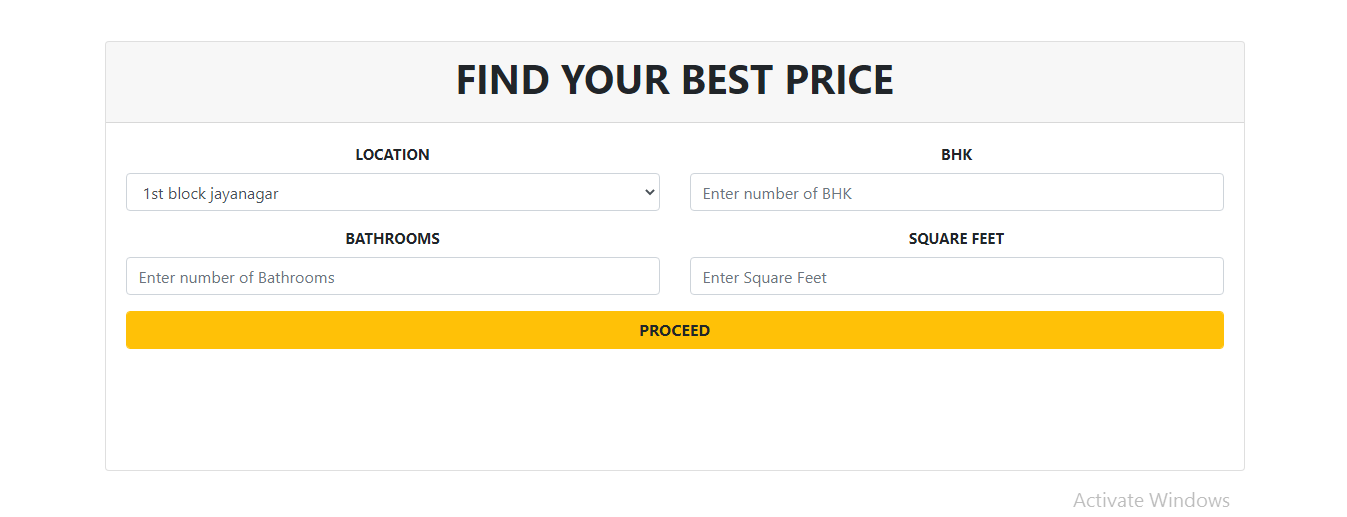 FIND YOUR BEST PRICE
LOCATION
BHK
1st block jayanagar
Enter number of BHK
BATHROOMS
SQUARE FEET
Enter number of Bathrooms
Enter Square Feet
PROCEED
Activate Windows